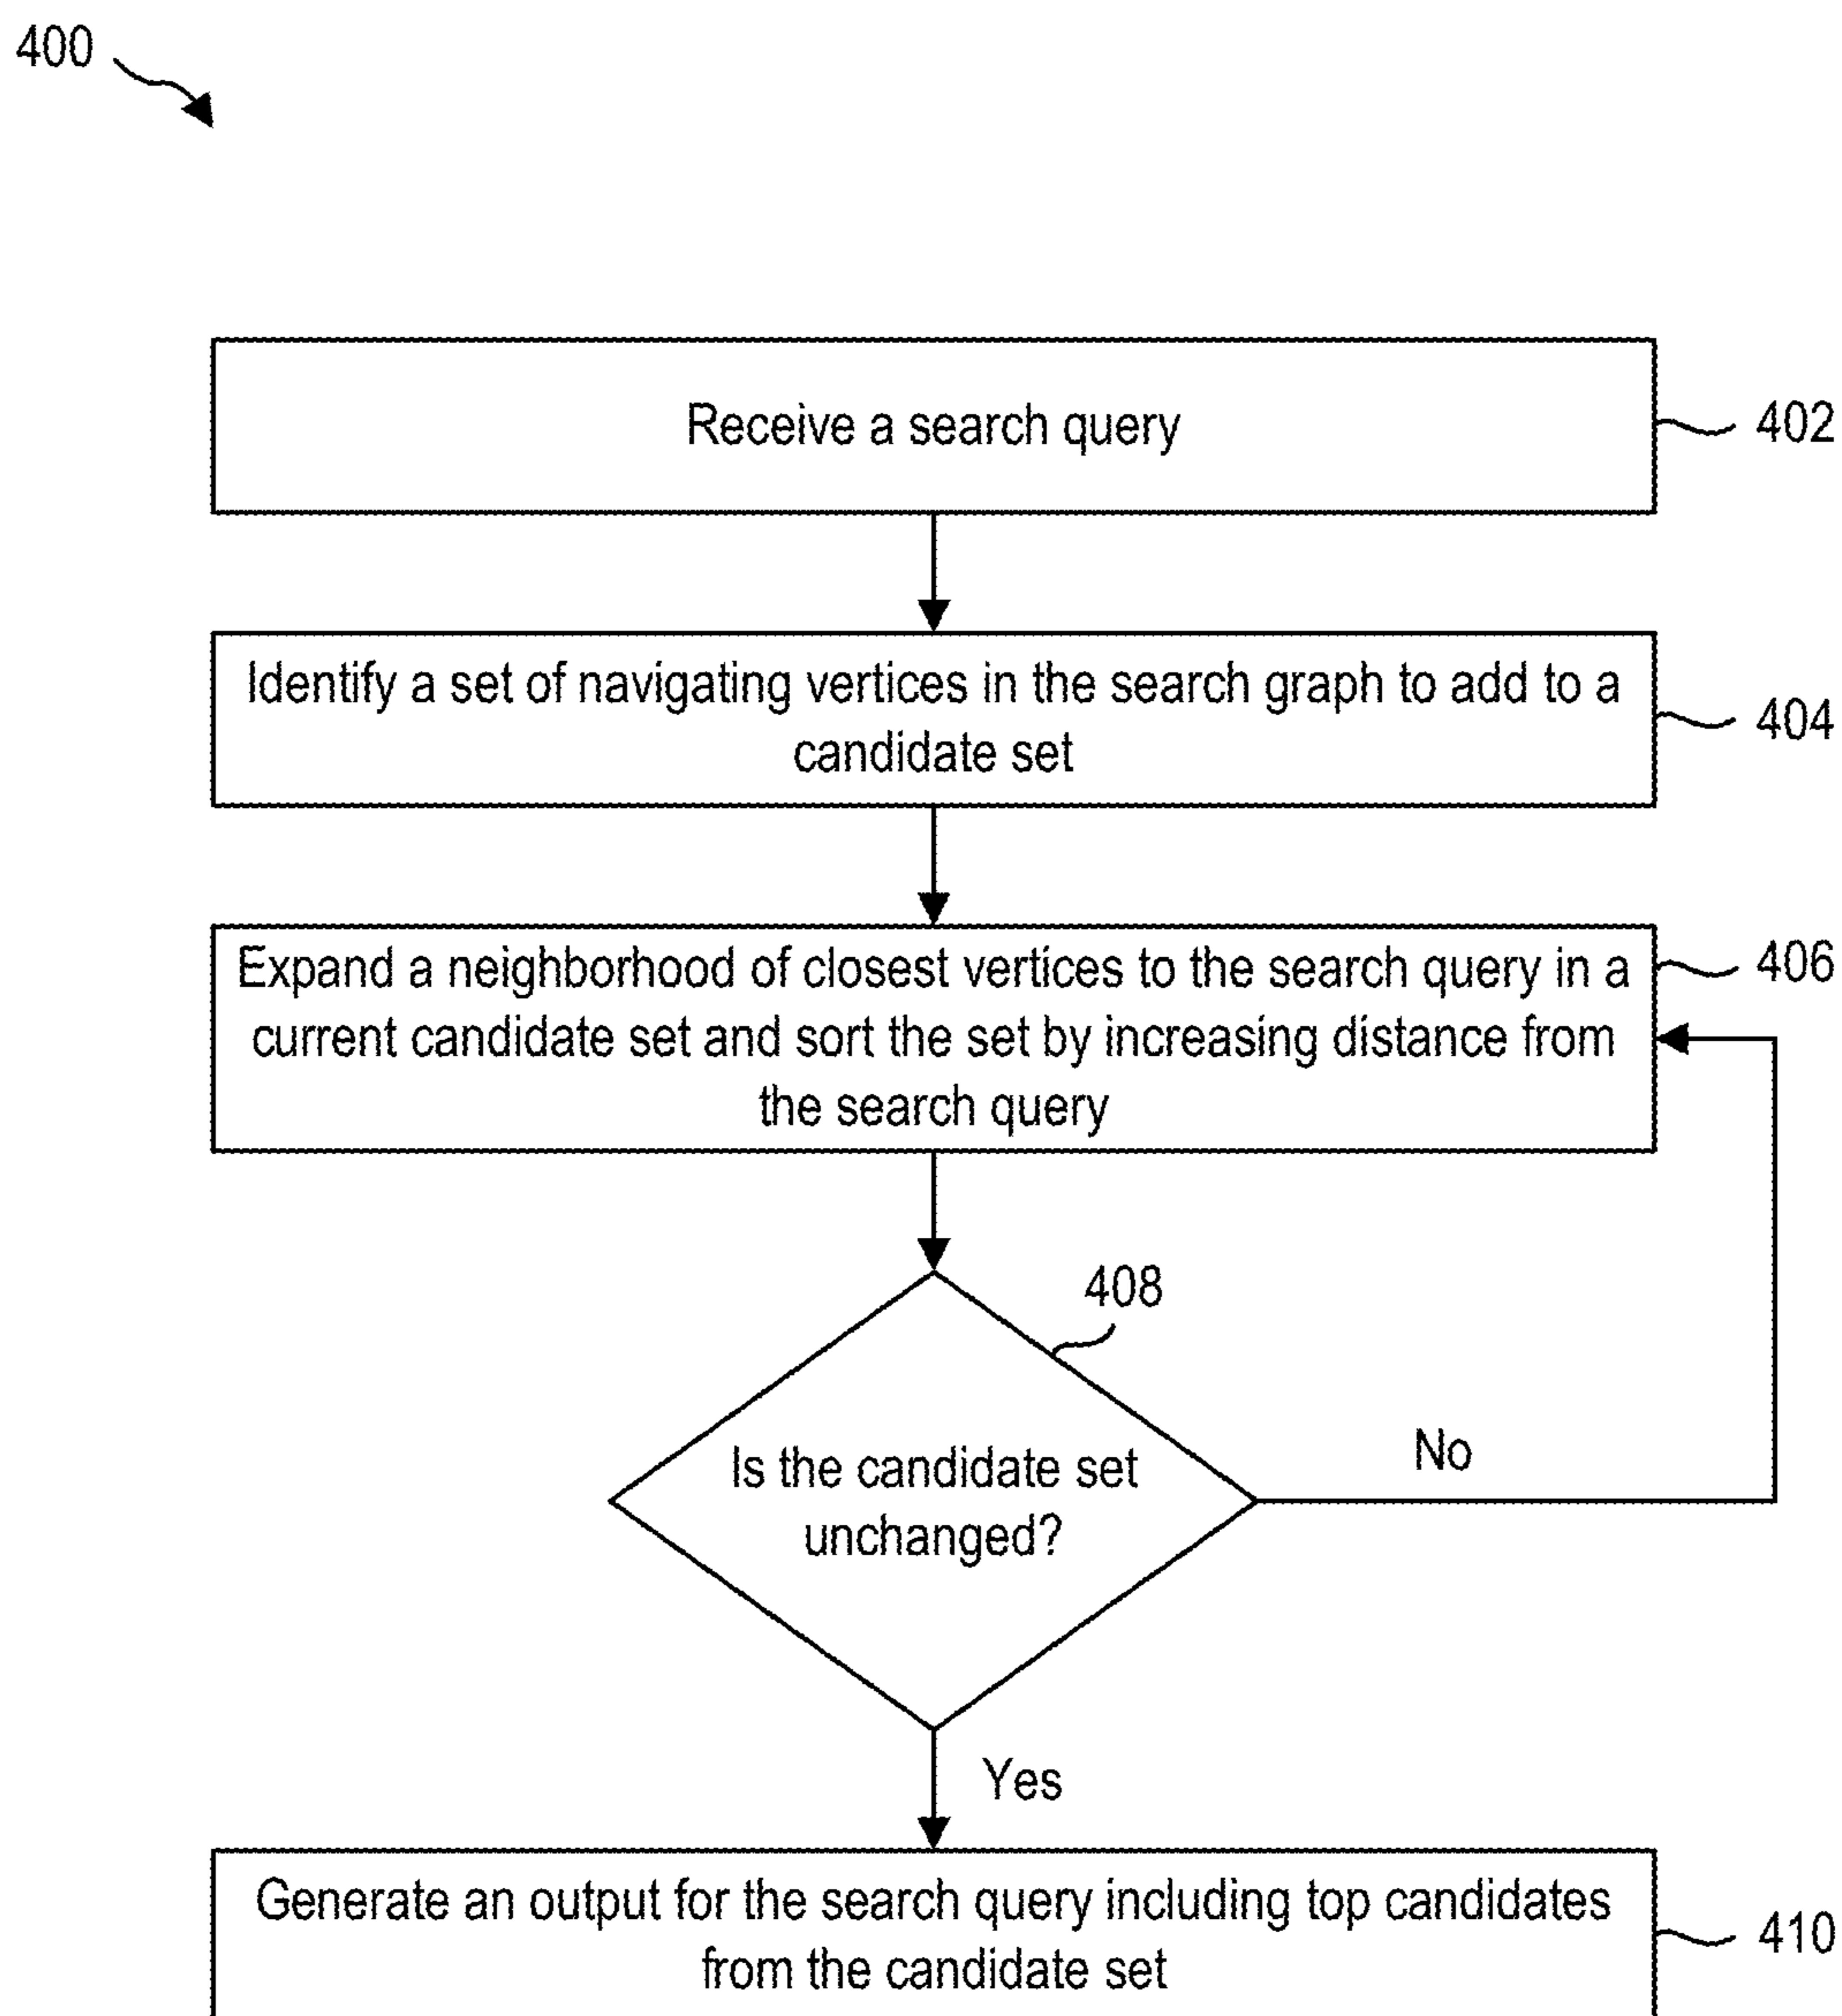 400
Receive a search query
402
Identify a set of navigating vertices in the search graph to add to a
candidate set
404
Expand a neighborhood of closest vertices to the search query in a
current candidate set and sort the set by increasing distance from
the search query
406
408
Is the candidate set
unchanged?
No
Yes
Generate an output for the search query including top candidates
from the candidate set
410